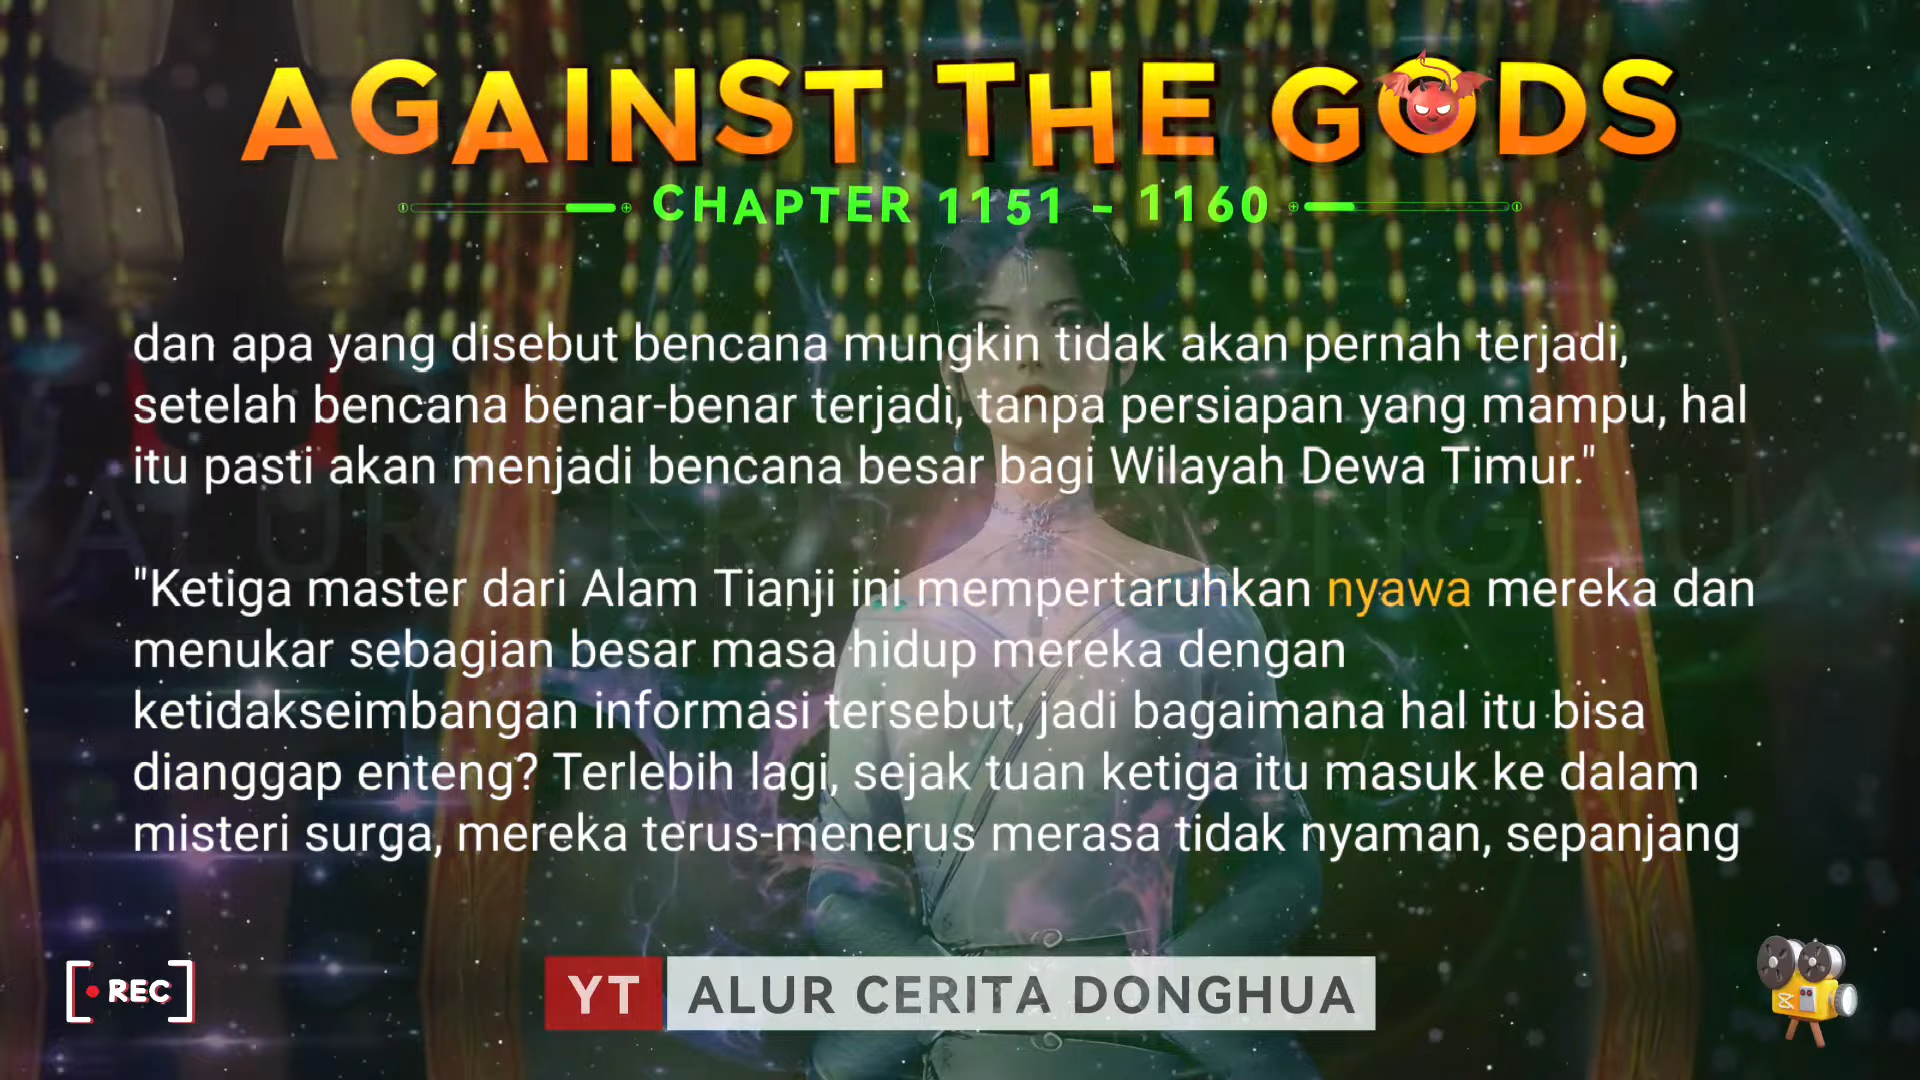 AGAINST THE GODS
CHAPTER 1151 - 1160
dan apa yang disebut bencana mungkin tidak akan pernah terjadi,
setelah bencana benar-benar terjadi, tanpa persiapan yang mampu, hal
itu pasti akan menjadi bencana besar bagi Wilayah Dewa Timur."
ALUR CERITA DONGHUA
"Ketiga master dari Alam Tianji ini mempertaruhkan nyawa mereka dan
menukar sebagian besar masa hidup mereka dengan
ketidakseimbangan informasi tersebut, jadi bagaimana hal itu bisa
dianggap enteng? Terlebih lagi, sejak tuan ketiga itu masuk ke dalam
misteri surga, mereka terus-menerus merasa tidak nyaman, sepanjang
REC
YT ALUR CERITA DONGHUA